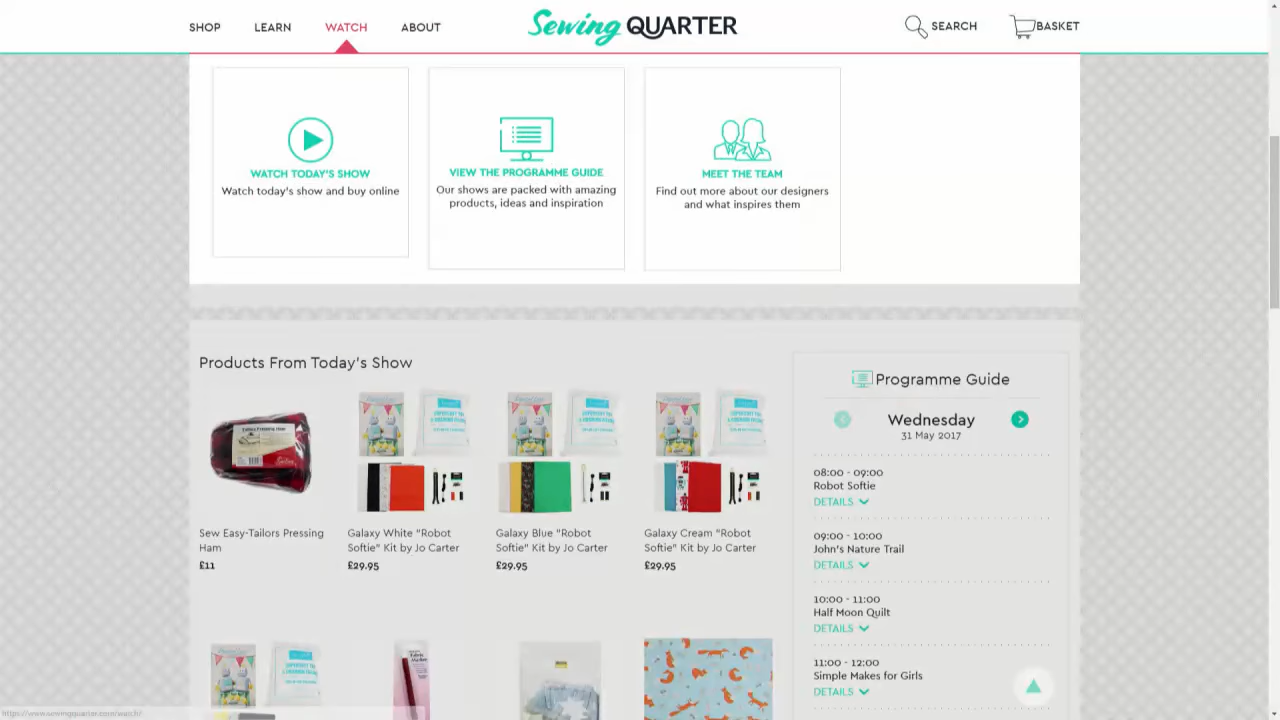 SHOP
LEARN
WATCH
ABOUT
Sewing QUARTER
SEARCH
BASKET
WATCH TODAY'S SHOW
Watch today's show and buy online
VIEW THE PROGRAMME GUIDE
Our shows are packed with amazing
products, ideas and inspiration
MEET THE TEAM
Find out more about our designers
and what inspires them
Products From Today's Show
Sew Easy-Tailors Pressing
Ham
£11
Galaxy White "Robot
Softie" Kit by Jo Carter
£29.95
Galaxy Blue "Robot
Softie" Kit by Jo Carter
£29.95
Galaxy Cream "Robot
Softie" Kit by Jo Carter
£29.95
Programme Guide
Wednesday
31 May 2017
08:00 - 09:00
Robot Softie
DETAILS
09:00 - 10:00
John's Nature Trail
DETAILS
10:00 - 11:00
Half Moon Quilt
DETAILS
11:00 - 12:00
Simple Makes for Girls
DETAILS
https://www.sewingquarter.com/watch/